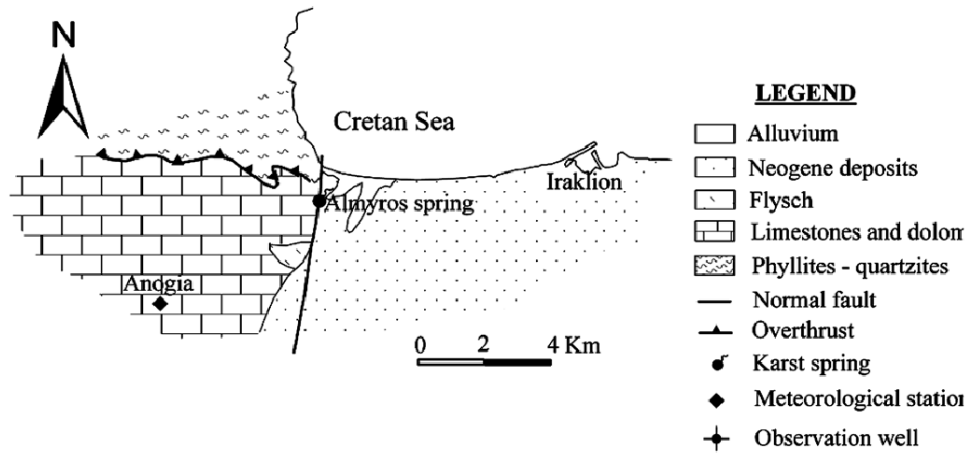 N
Cretan Sea
Iraklion
Almyros spring
Anogia
0 2 4 Km
LEGEND
Alluvium
Neogene deposits
Flysch
Limestones and dolom
Phyllites - quartzites
Normal fault
Overthrust
Karst spring
Meteorological station
Observation well